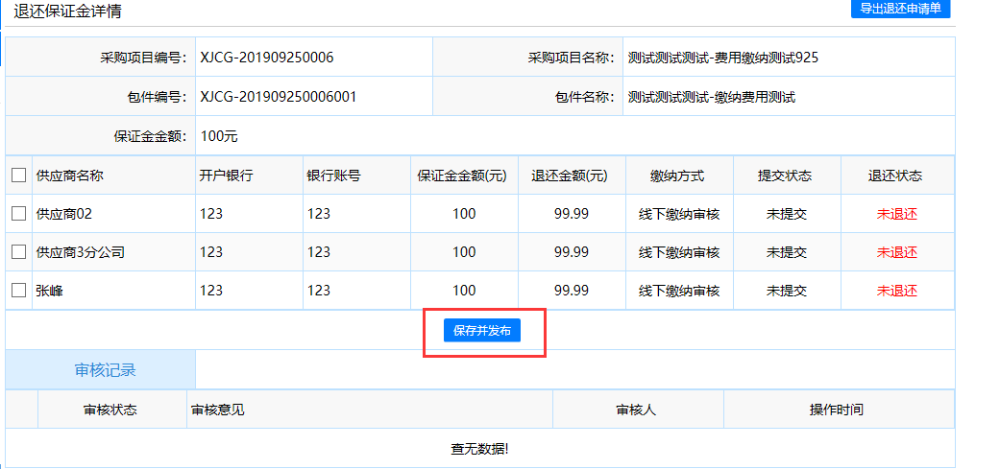 退还保证金详情 导出退还申请单
采购项目编号： XJCG-201909250006 采购项目名称： 测试测试测试-费用缴纳测试925
包件编号： XJCG-201909250006001 包件名称： 测试测试测试-缴纳费用测试
保证金金额： 100元
供应商名称 开户银行 银行账号 保证金金额(元) 退还金额(元) 缴纳方式 提交状态 退还状态
供应商02 123 123 100 99.99 线下缴纳审核 未提交 未退还
供应商3分公司 123 123 100 99.99 线下缴纳审核 未提交 未退还
张峰 123 123 100 99.99 线下缴纳审核 未提交 未退还
保存并发布
审核记录
审核状态 审核意见 审核人 操作时间
查无数据!